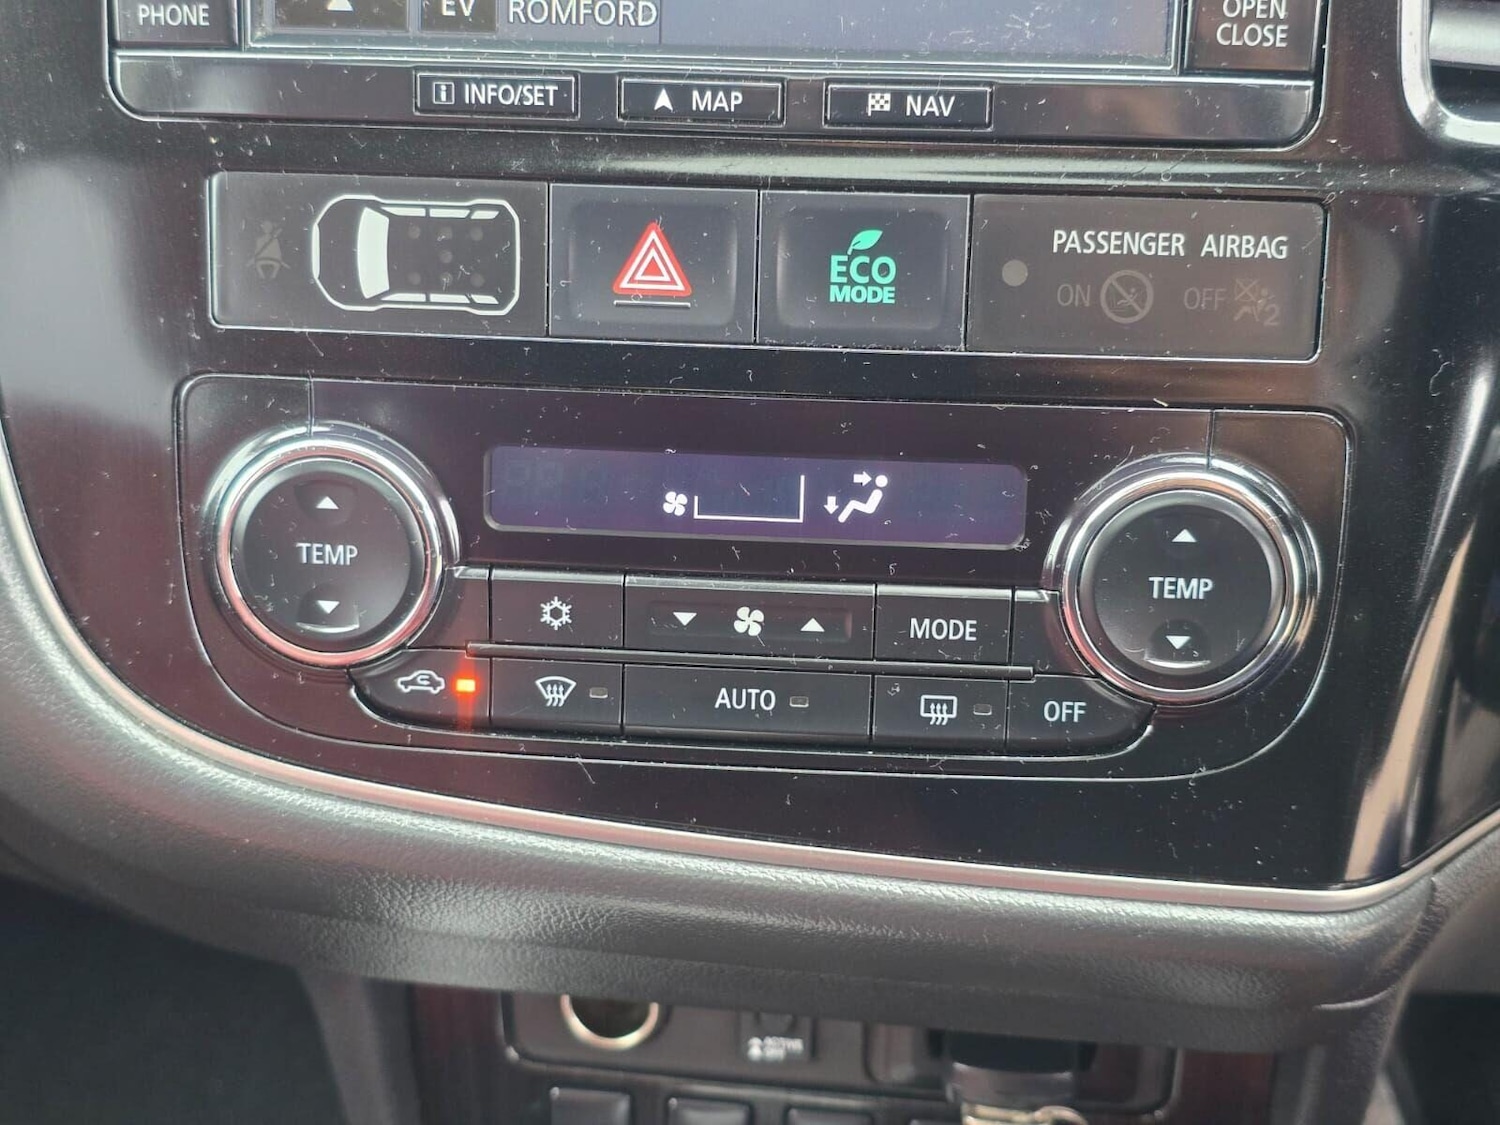 PHONE
EV
ROMFORD
OPEN
CLOSE
INFO/SET
MAP
NAV
ECO
MODE
PASSENGER AIRBAG
ON
OFF
2
TEMP
TEMP
MODE
AUTO
OFF